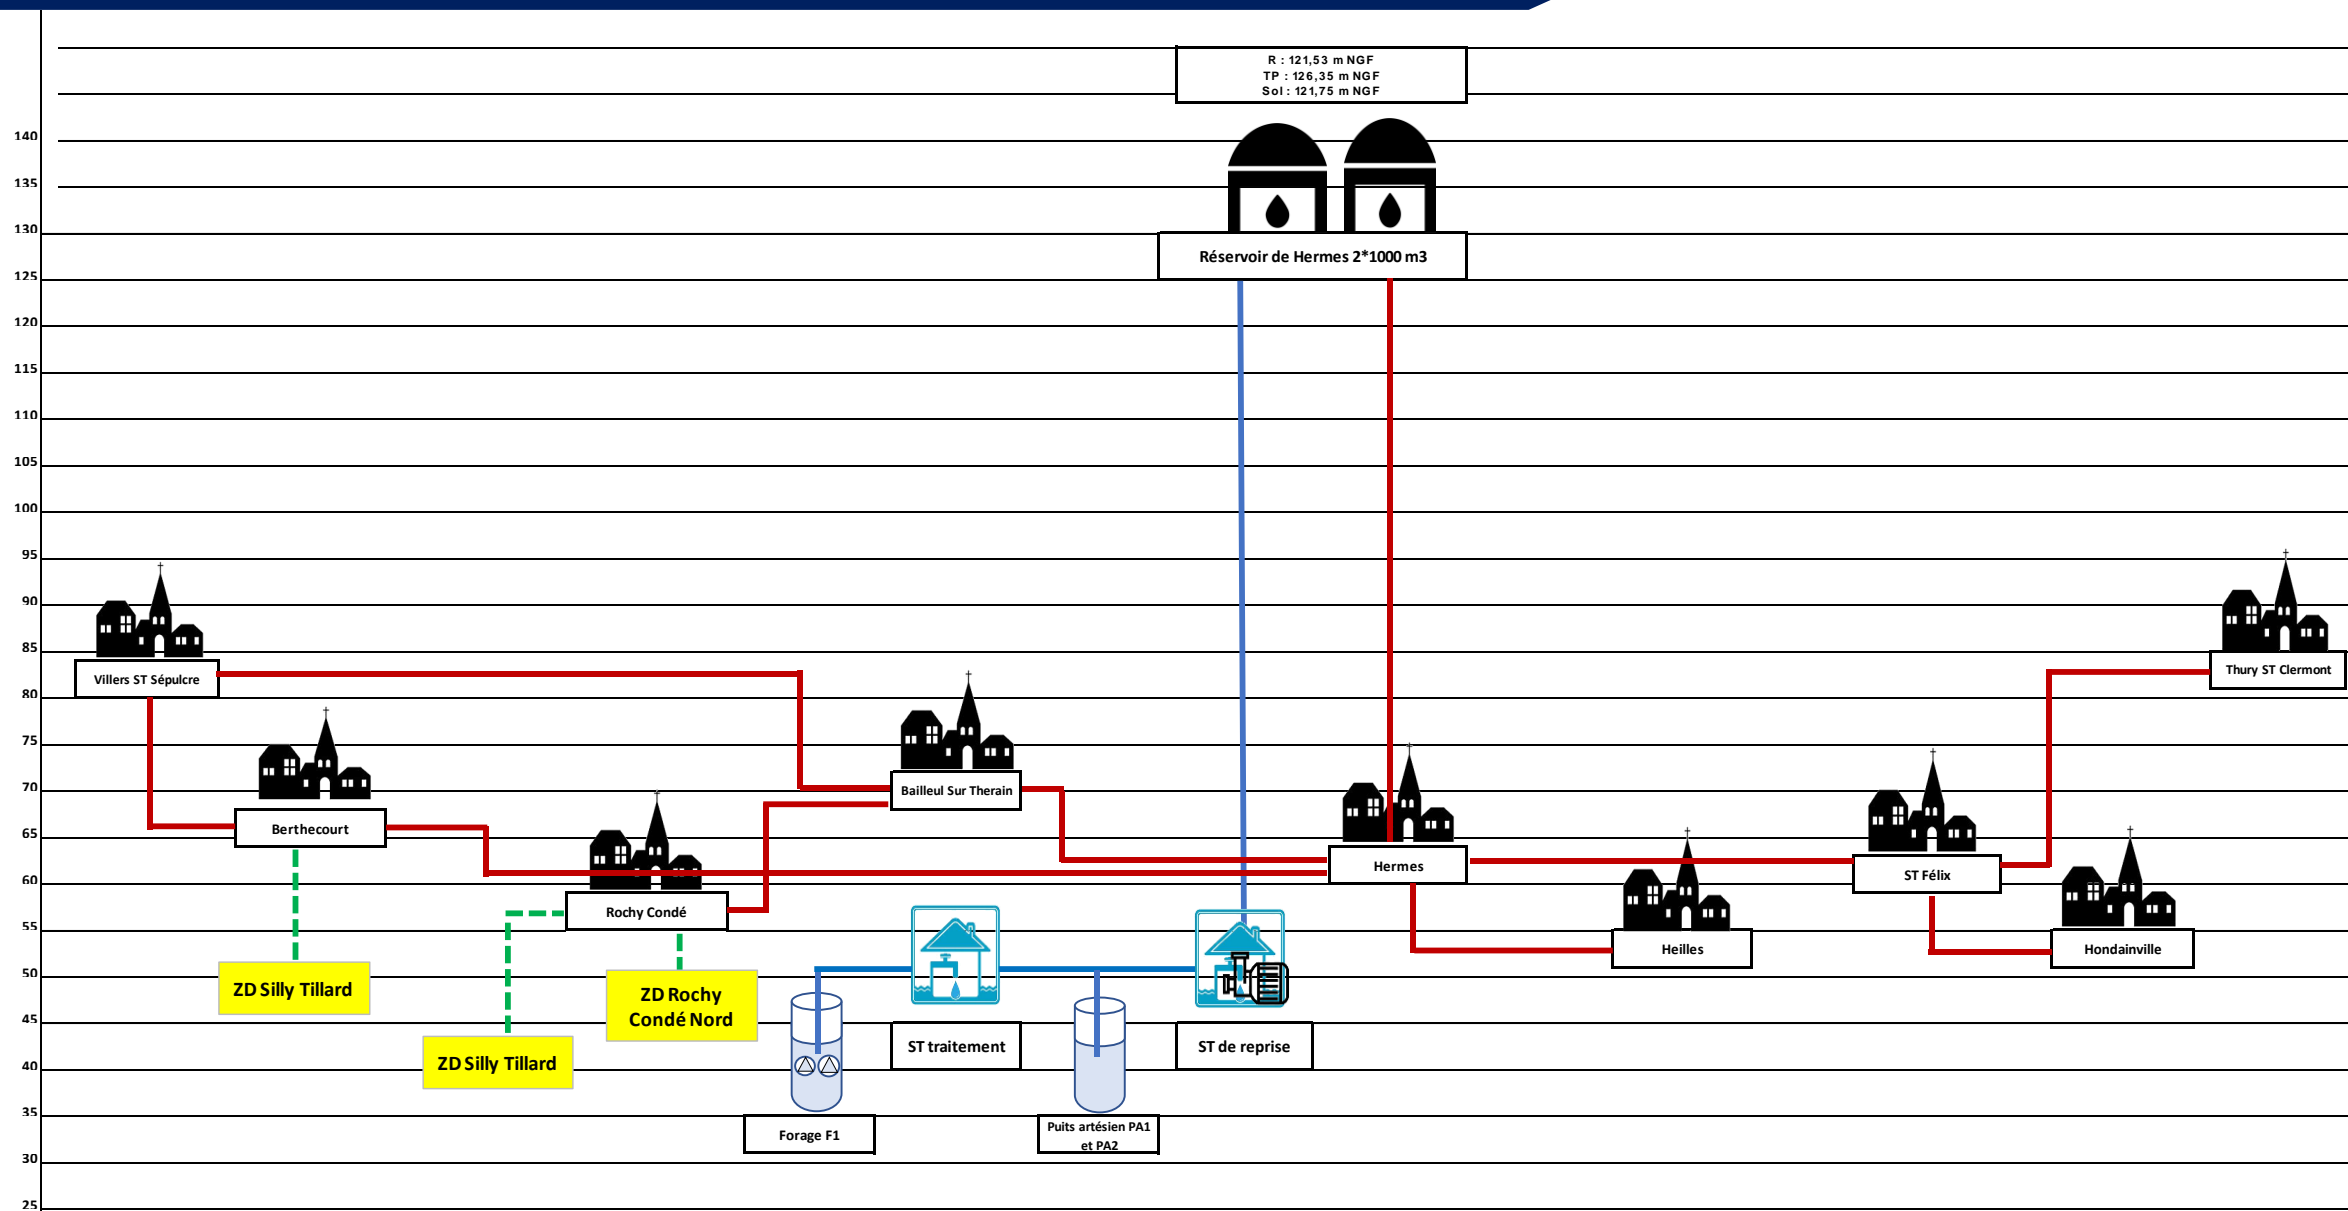 R : 121,53 m NGF
TP : 126,35 m NGF
Sol : 121,75 m NGF
140
135
130
Réservoir de Hermes 2*1000 m3
125
120
115
110
105
100
95
90
85
Villers ST Sépulcre
Thury ST Clermont
80
75
70
Bailleul Sur Therain
65
Berthecourt
Hermes
ST Félix
60
Rochy Condé
55
Heilles
Hondainville
50
ZD Silly Tillard
ZD Rochy
Condé Nord
45
ST traitement
ST de reprise
ZD Silly Tillard
40
35
Forage F1
Puits artésien PA1
et PA2
30
25